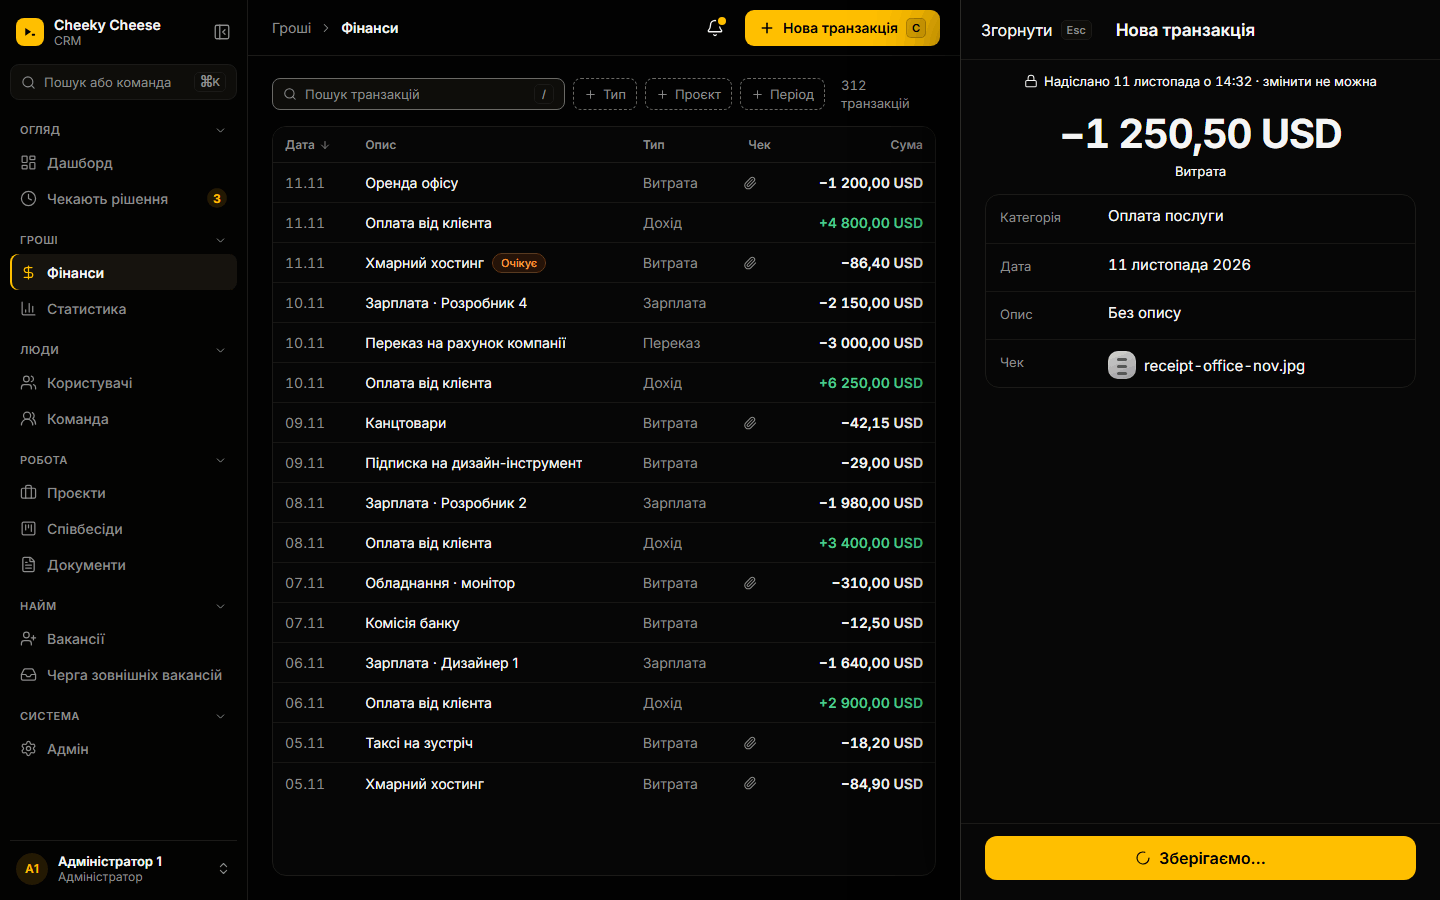 Cheeky Cheese
CRM
Пошук або команда ⌘K
ОГЛЯД
Дашборд
Чекають рішення 3
ГРОШІ
Фінанси
Статистика
ЛЮДИ
Користувачі
Команда
РОБОТА
Проєкти
Співбесіди
Документи
НАЙМ
Вакансії
Черга зовнішніх вакансій
СИСТЕМА
Адмін
A1 Адміністратор 1
Адміністратор
Гроші Фінанси
Нова транзакція C
Пошук транзакцій /
Тип
Проєкт
Період
312
транзакцій
Дата Опис Тип Чек Сума
11.11 Оренда офісу Витрата −1 200,00 USD
11.11 Оплата від клієнта Дохід +4 800,00 USD
11.11 Хмарний хостинг Очікує Витрата −86,40 USD
10.11 Зарплата · Розробник 4 Зарплата −2 150,00 USD
10.11 Переказ на рахунок компанії Переказ −3 000,00 USD
10.11 Оплата від клієнта Дохід +6 250,00 USD
09.11 Канцтовари Витрата −42,15 USD
09.11 Підписка на дизайн-інструмент Витрата −29,00 USD
08.11 Зарплата · Розробник 2 Зарплата −1 980,00 USD
08.11 Оплата від клієнта Дохід +3 400,00 USD
07.11 Обладнання · монітор Витрата −310,00 USD
07.11 Комісія банку Витрата −12,50 USD
06.11 Зарплата · Дизайнер 1 Зарплата −1 640,00 USD
06.11 Оплата від клієнта Дохід +2 900,00 USD
05.11 Таксі на зустріч Витрата −18,20 USD
05.11 Хмарний хостинг Витрата −84,90 USD
Згорнути Esc Нова транзакція
Надіслано 11 листопада о 14:32 · змінити не можна
−1 250,50 USD
Витрата
Категорія Оплата послуги
Дата 11 листопада 2026
Опис Без опису
Чек receipt-office-nov.jpg
Зберігаємо…